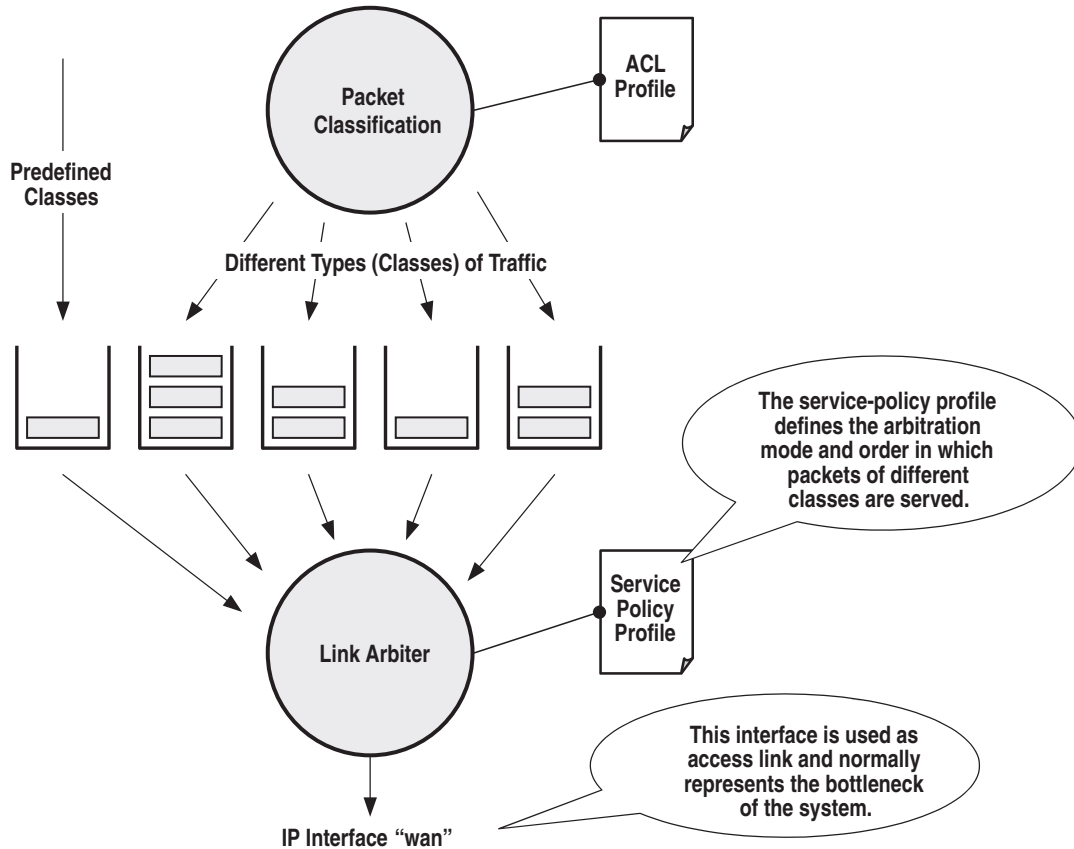 Packet
Classification
ACL
Profile
Predefined
Classes
Different Types (Classes) of Traffic
The service-policy profile
defines the arbitration
mode and order in which
packets of different
classes are served.
Service
Policy
Profile
Link Arbiter
This interface is used as
access link and normally
represents the bottleneck
of the system.
IP Interface “wan”